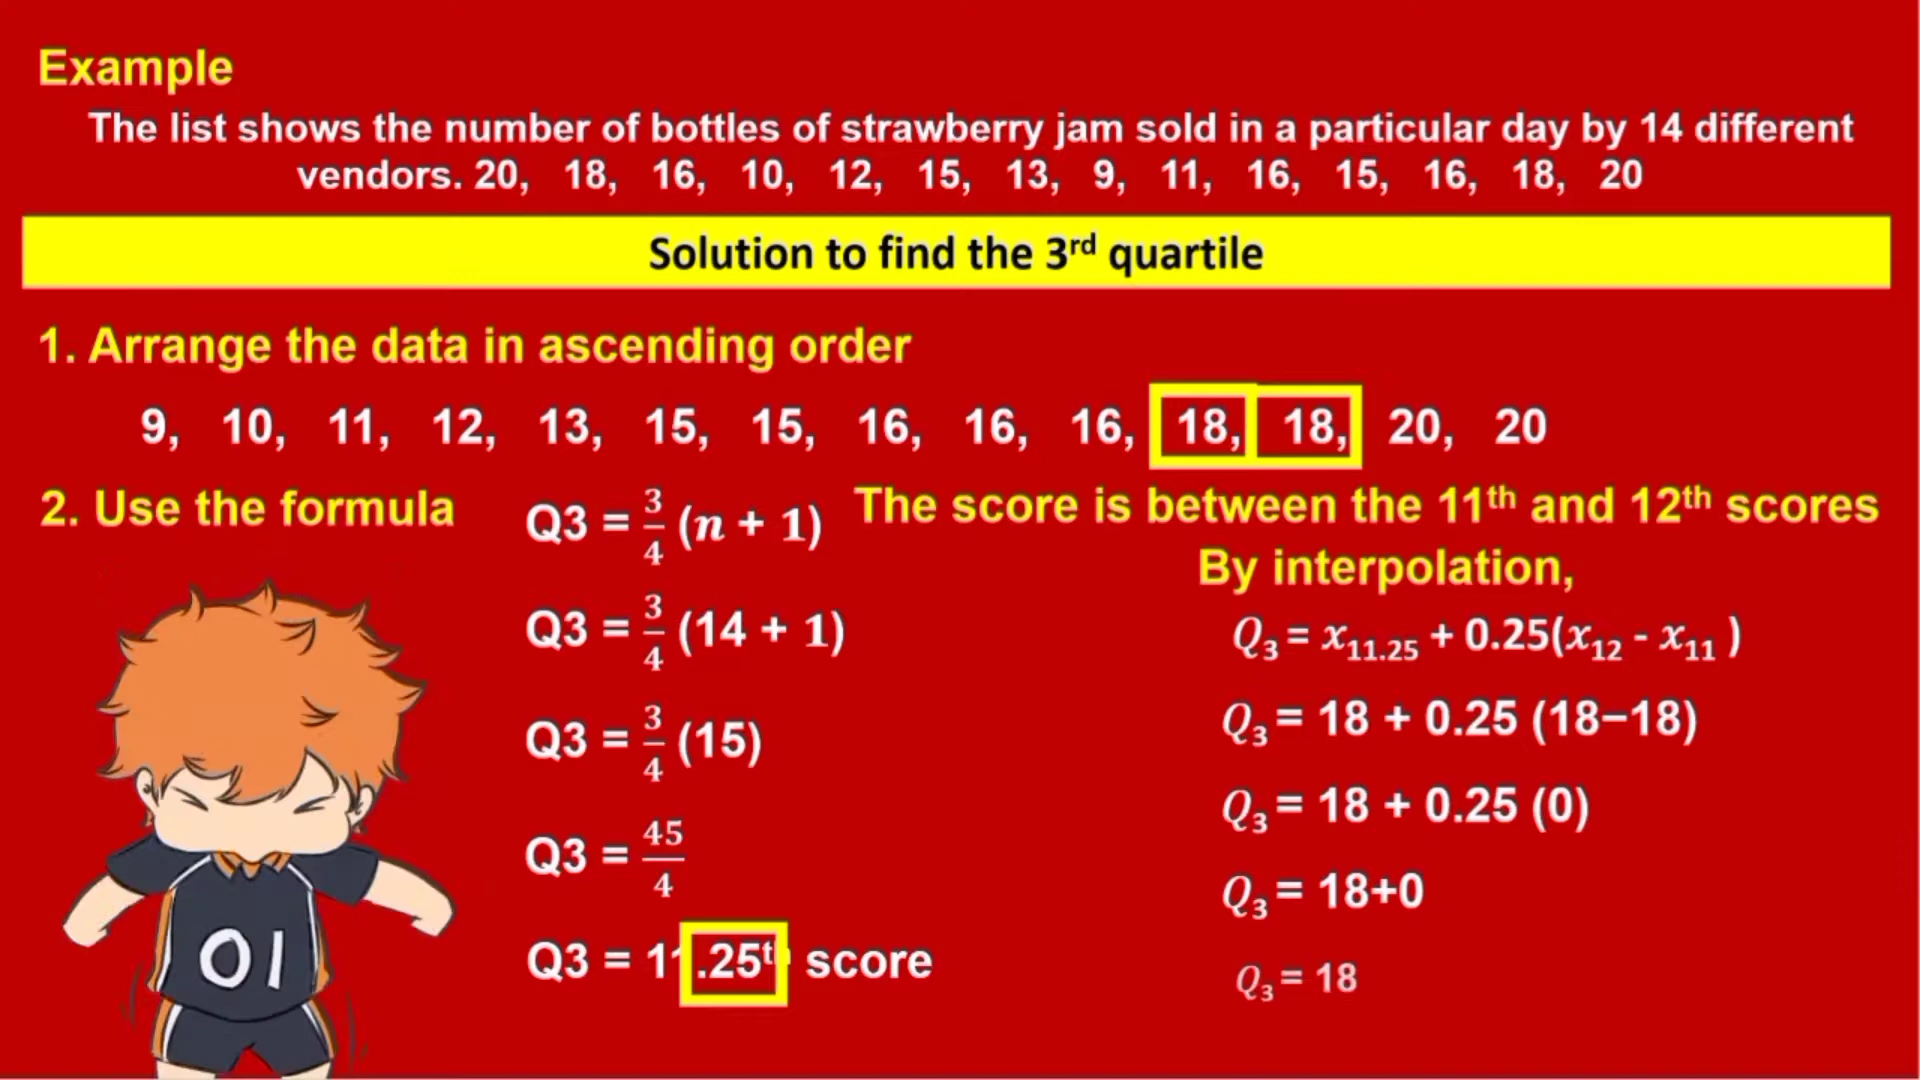 Example
The list shows the number of bottles of strawberry jam sold in a particular day by 14 different
vendors. 20, 18, 16, 10, 12, 15, 13, 9, 11, 16, 15, 16, 18, 20
Solution to find the 3rd quartile
1. Arrange the data in ascending order
9, 10, 11, 12, 13, 15, 15, 16, 16, 16, 18, 18, 20, 20
2. Use the formula
Q3 = 3/4 (n + 1)
Q3 = 3/4 (14 + 1)
Q3 = 3/4 (15)
Q3 = 45/4
Q3 = 11.25th score
The score is between the 11th and 12th scores
By interpolation,
Q₃ = x₁₁.₂₅ + 0.25(x₁₂ - x₁₁ )
Q₃ = 18 + 0.25 (18−18)
Q₃ = 18 + 0.25 (0)
Q₃ = 18+0
Q₃ = 18
01